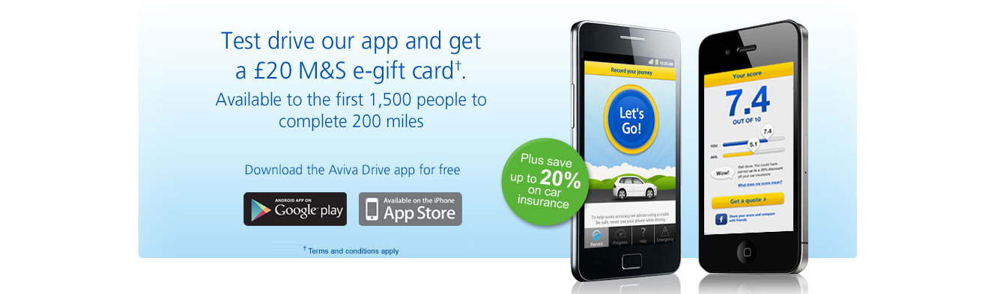 Test drive our app and get
a £20 M&S e-gift card†.
Available to the first 1,500 people to
complete 200 miles
Download the Aviva Drive app for free
ANDROID APP ON
Google play
Available on the iPhone
App Store
† Terms and conditions apply
Plus save
up to 20%
on car
insurance
10:20 AM
Record your journey
Let's
Go!
To help score accuracy we advise using a cradle.
Be safe, never use your phone while driving.
Record
Progress
Help
Emergency
Your score
7.4
OUT OF 10
7.4
YOU
5.1
AVG.
Wow!
Well done. You could have
earned up to a 20% discount
off your car insurance
What does my score mean?
Get a quote >
f
Share your score and compare
with friends